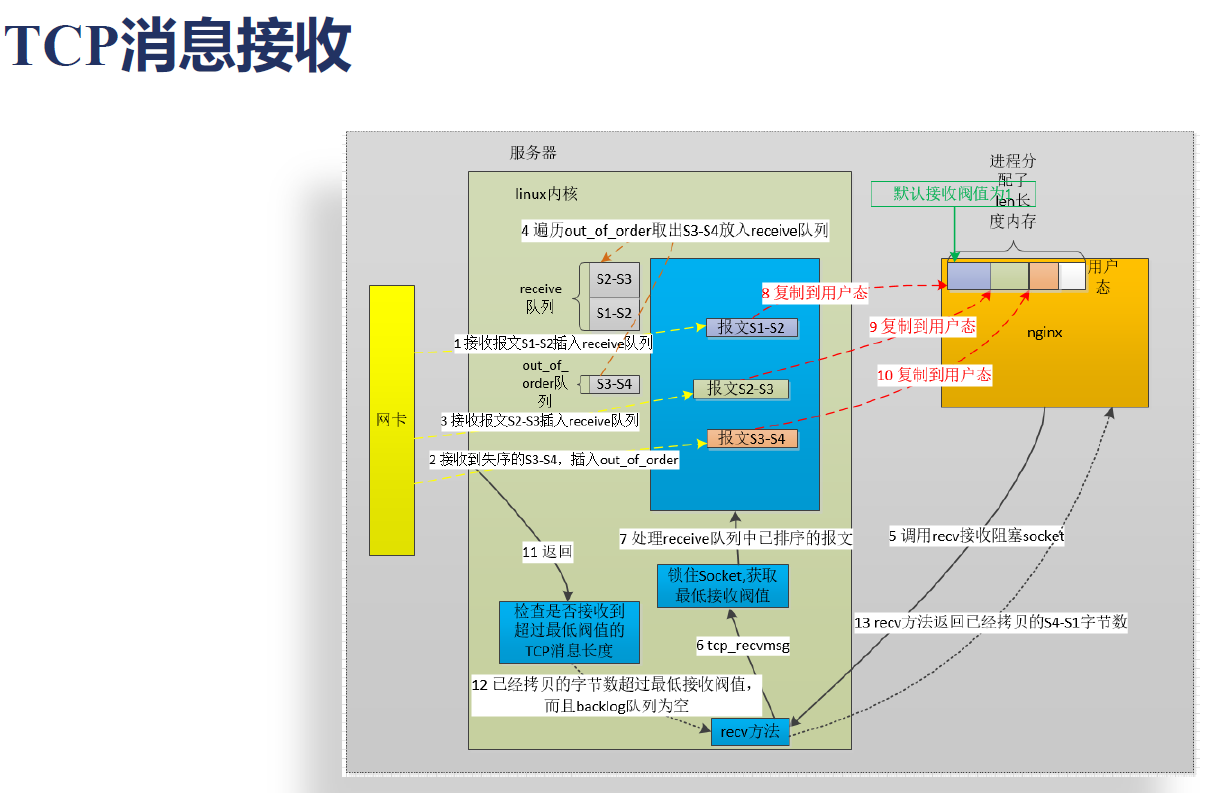 TCP消息接收
服务器
linux内核
4 遍历out_of_order取出S3-S4放入receive队列
receive
队列
S2-S3
S1-S2
1 接收报文S1-S2插入receive队列
out_of_
order队
列
S3-S4
3 接收报文S2-S3插入receive队列
2 接收到失序的S3-S4，插入out_of_order
网卡
报文S1-S2
报文S2-S3
报文S3-S4
8 复制到用户态
9 复制到用户态
10 复制到用户态
默认接收阀值为1
进程分
配了
len长
度内存
用户
态
nginx
5 调用recv接收阻塞socket
6 tcp_recvmsg
锁住Socket,获取
最低接收阀值
7 处理receive队列中已排序的报文
11 返回
检查是否接收到
超过最低阀值的
TCP消息长度
12 已经拷贝的字节数超过最低接收阀值，
而且backlog队列为空
recv方法
13 recv方法返回已经拷贝的S4-S1字节数